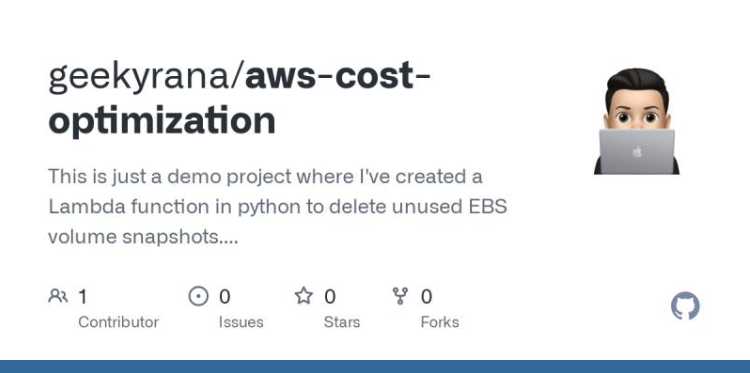 geekyrana/aws-cost-
optimization
This is just a demo project where I've created a
Lambda function in python to delete unused EBS
volume snapshots....
1
Contributor
0
Issues
0
Stars
0
Forks